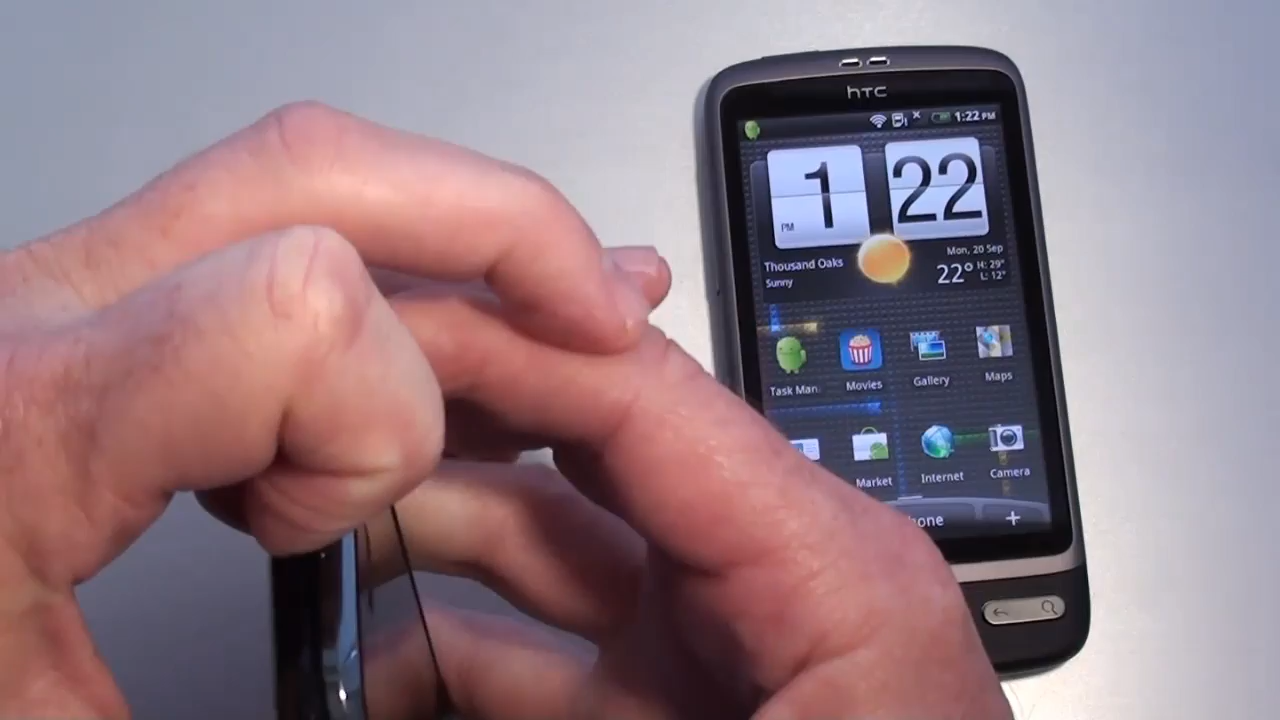 hTC
1:22 PM
1 22
PM
Thousand Oaks
Sunny
Mon, 20 Sep
22° H: 29°
L: 12°
Task Man
Movies
Gallery
Maps
Market
Internet
Camera
hone
+